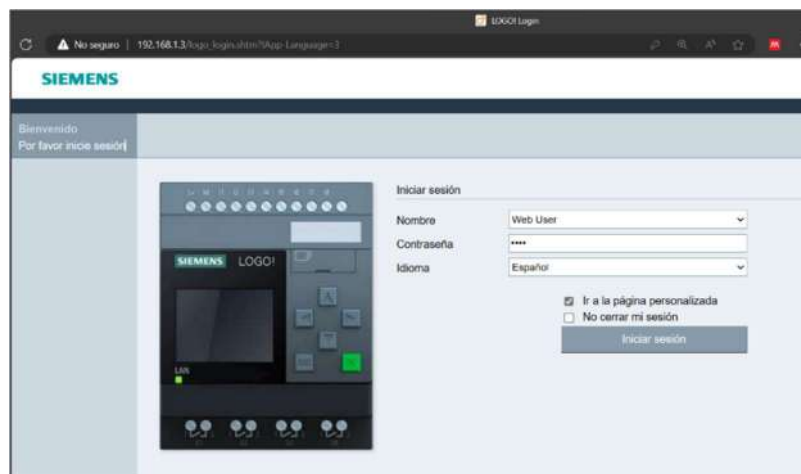 LOGO! Login
No seguro | 192.168.1.3/logo_login.shtm?!App-Language=3
SIEMENS
Bienvenido
Por favor inicie sesión
Iniciar sesión
Nombre
Web User
Contraseña
••••
Idioma
Español
Ir a la página personalizada
No cerrar mi sesión
Iniciar sesión
SIEMENS LOGO!
LAN